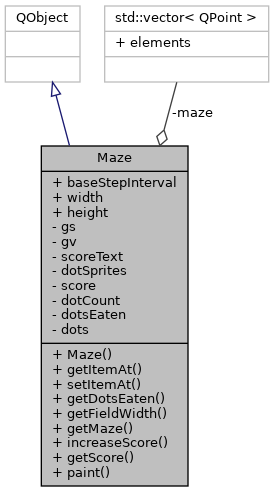 QObject
std::vector< QPoint >
+ elements
-maze
Maze
+ baseStepInterval
+ width
+ height
- gs
- gv
- scoreText
- dotSprites
- score
- dotCount
- dotsEaten
- dots
+ Maze()
+ getItemAt()
+ setItemAt()
+ getDotsEaten()
+ getFieldWidth()
+ getMaze()
+ increaseScore()
+ getScore()
+ paint()